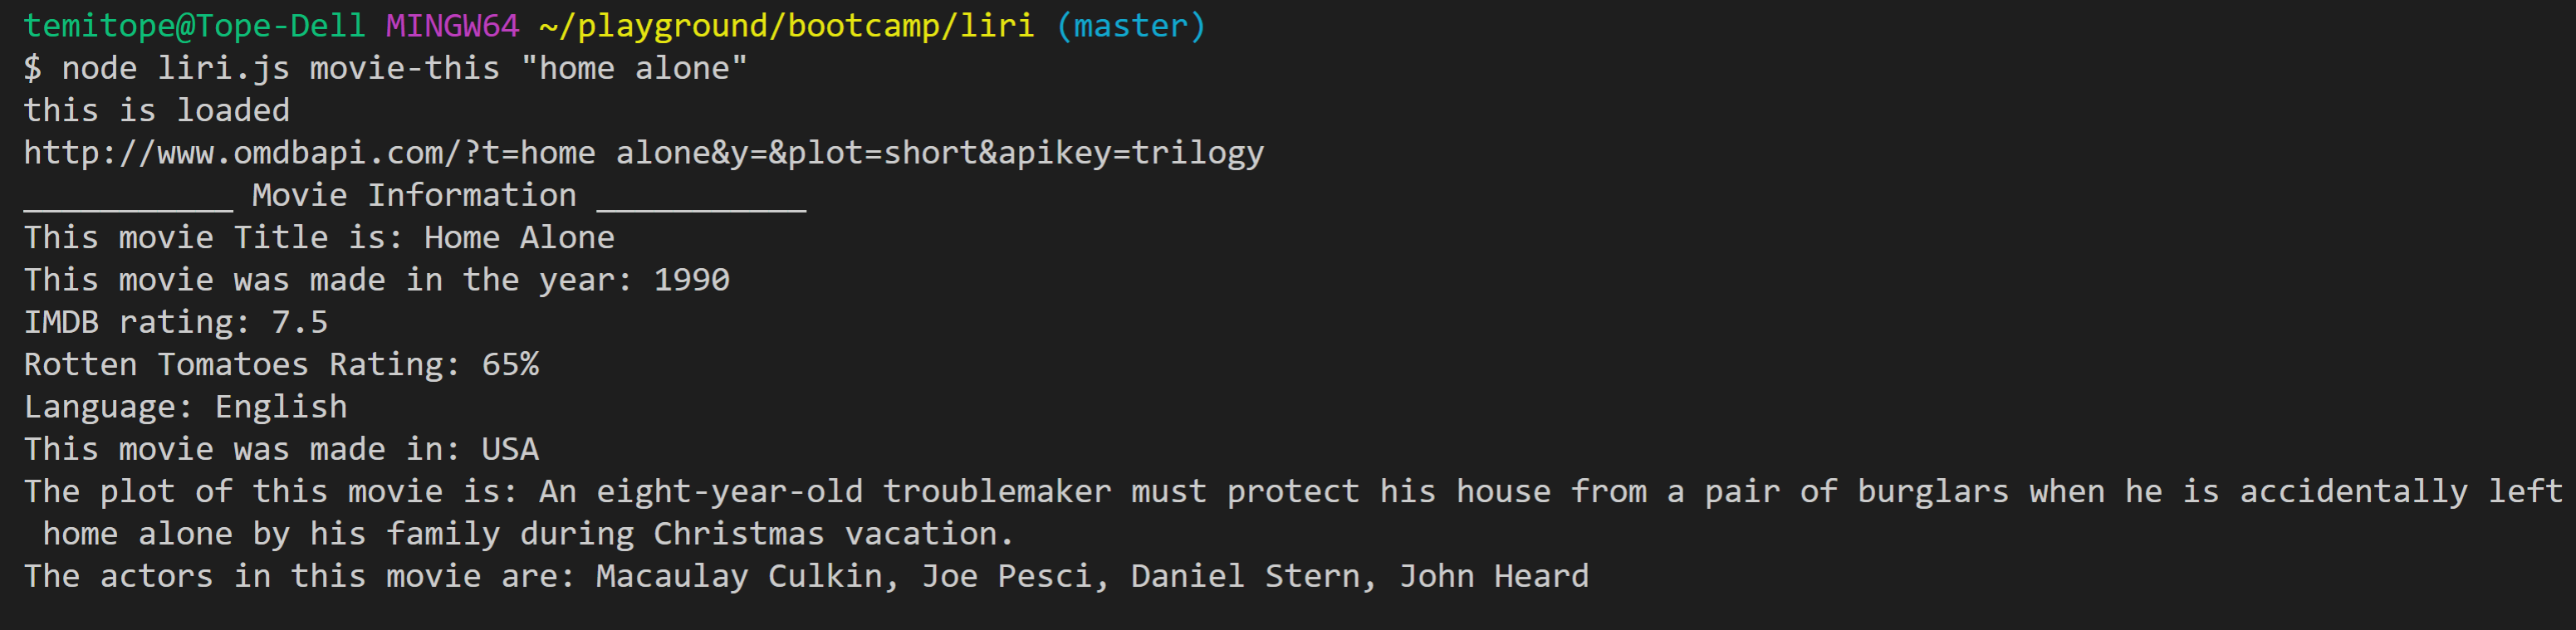 temitope@Tope-Dell MINGW64 ~/playground/bootcamp/liri (master)
$ node liri.js movie-this "home alone"
this is loaded
http://www.omdbapi.com/?t=home alone&y=&plot=short&apikey=trilogy
___________ Movie Information ___________
This movie Title is: Home Alone
This movie was made in the year: 1990
IMDB rating: 7.5
Rotten Tomatoes Rating: 65%
Language: English
This movie was made in: USA
The plot of this movie is: An eight-year-old troublemaker must protect his house from a pair of burglars when he is accidentally left
 home alone by his family during Christmas vacation.
The actors in this movie are: Macaulay Culkin, Joe Pesci, Daniel Stern, John Heard